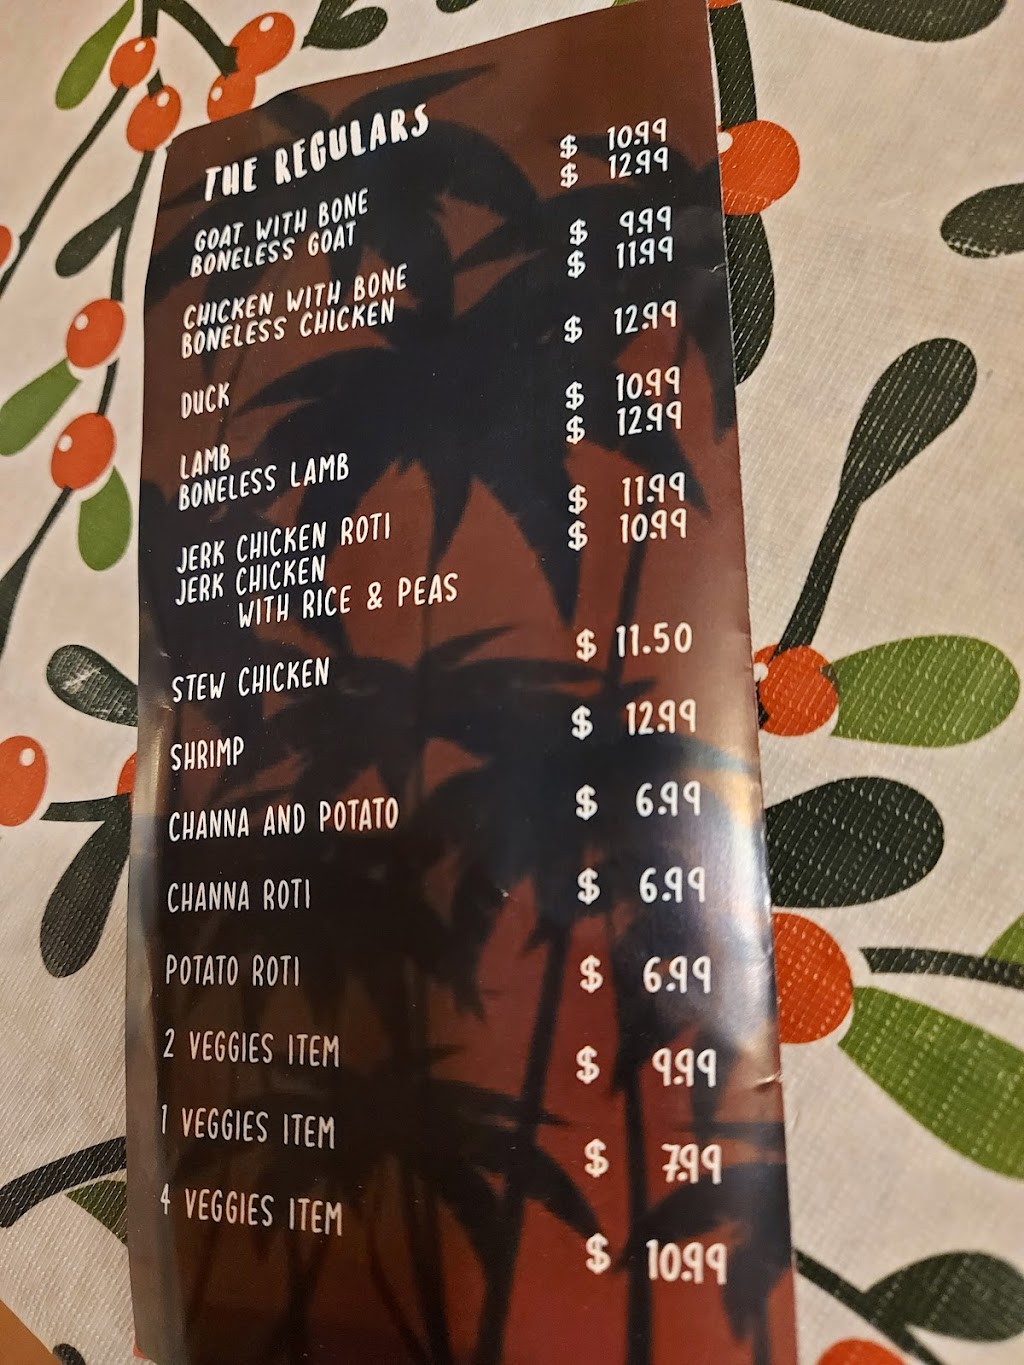 THE REGULARS
GOAT WITH BONE $ 10.99
BONELESS GOAT $ 12.99
CHICKEN WITH BONE $ 9.99
BONELESS CHICKEN $ 11.99
DUCK $ 12.99
LAMB $ 10.99
BONELESS LAMB $ 12.99
JERK CHICKEN ROTI $ 11.99
JERK CHICKEN $ 10.99
WITH RICE & PEAS
STEW CHICKEN $ 11.50
SHRIMP $ 12.99
CHANNA AND POTATO $ 6.99
CHANNA ROTI $ 6.99
POTATO ROTI $ 6.99
2 VEGGIES ITEM $ 9.99
1 VEGGIES ITEM $ 7.99
4 VEGGIES ITEM $ 10.99